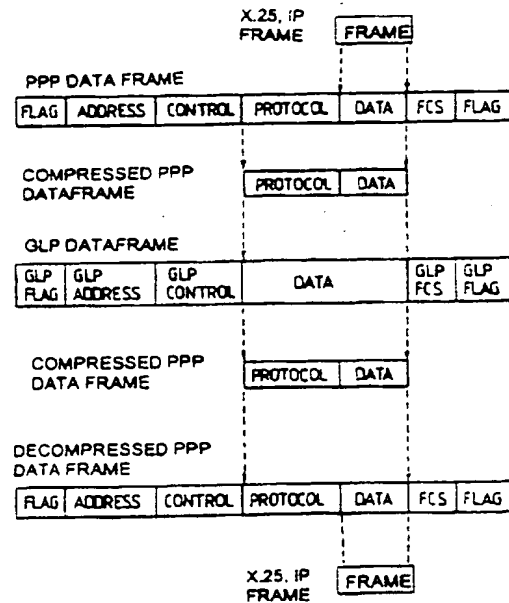 X.25, IP
FRAME
FRAME
PPP DATA FRAME
FLAG ADDRESS CONTROL PROTOCOL DATA FCS FLAG
COMPRESSED PPP
DATAFRAME
PROTOCOL DATA
GLP DATAFRAME
GLP FLAG GLP ADDRESS GLP CONTROL DATA GLP FCS GLP FLAG
COMPRESSED PPP
DATA FRAME
PROTOCOL DATA
DECOMPRESSED PPP
DATA FRAME
FLAG ADDRESS CONTROL PROTOCOL DATA FCS FLAG
X.25, IP
FRAME
FRAME